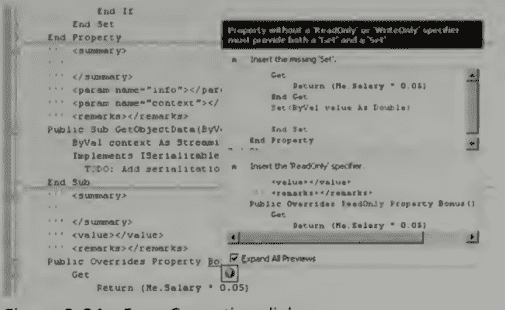 End If
End Set
End Property
''' <summary>
'''
''' </summary>
''' <param name="info"></par
''' <param name="context"></
''' <remarks></remarks>
Public Sub GetObjectData(ByV
ByVal context As Streami
Implements ISerializable
TODO: Add serializatio
End Sub
''' <summary>
''
''' </summary>
''' <value></value>
''' <remarks></remarks>
Public Overrides Property Bo
Get
Return (Me.Salary * 0.05)
Property without a 'ReadOnly' or 'WriteOnly' specifier
must provide both a 'Get' and a 'Set'.
Insert the missing 'Set'.
Get
Return (Me.Salary * 0.05)
End Get
Set(ByVal value As Double)
End Set
End Property
Insert the 'ReadOnly' specifier.
''' <value></value>
''' <remarks></remarks>
Public Overrides ReadOnly Property Bonus()
Get
Return (Me.Salary * 0.05)
Expand All Previews